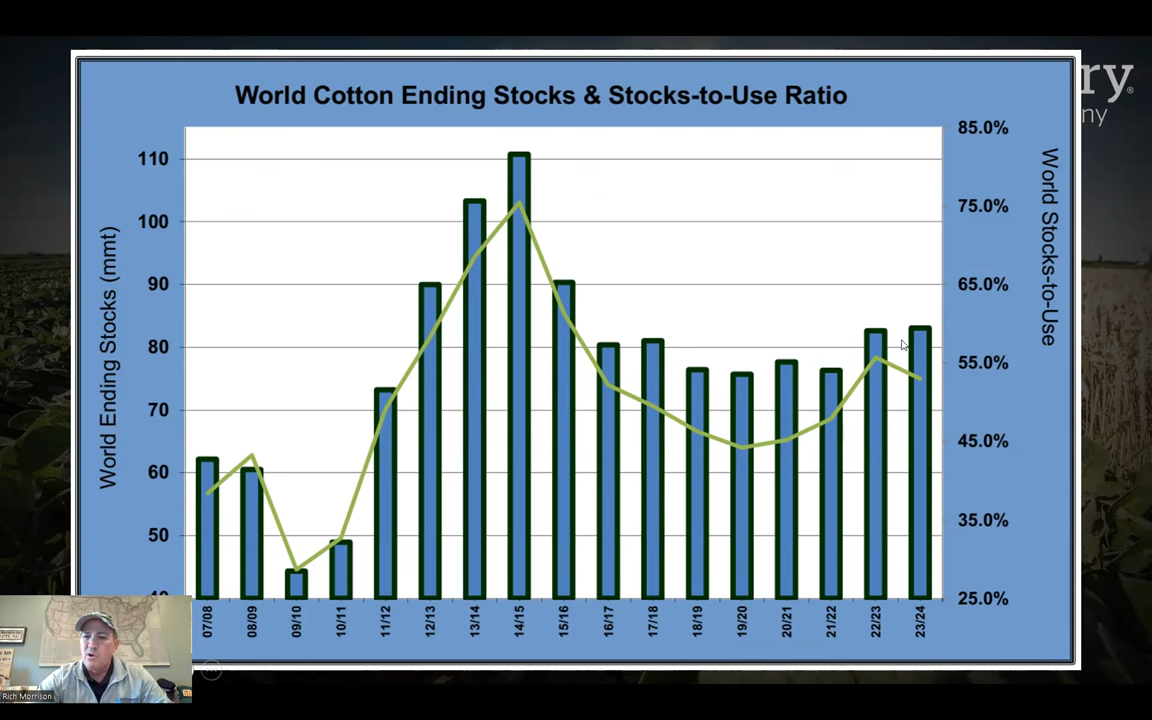 World Cotton Ending Stocks & Stocks-to-Use Ratio
ry
ny
World Ending Stocks (mmt)
110
100
90
80
70
60
50
85.0%
75.0%
65.0%
55.0%
45.0%
35.0%
25.0%
World Stocks-to-Use
07/08 08/09 09/10 10/11 11/12 12/13 13/14 14/15 15/16 16/17 17/18 18/19 19/20 20/21 21/22 22/23 23/24
Rich Morrison